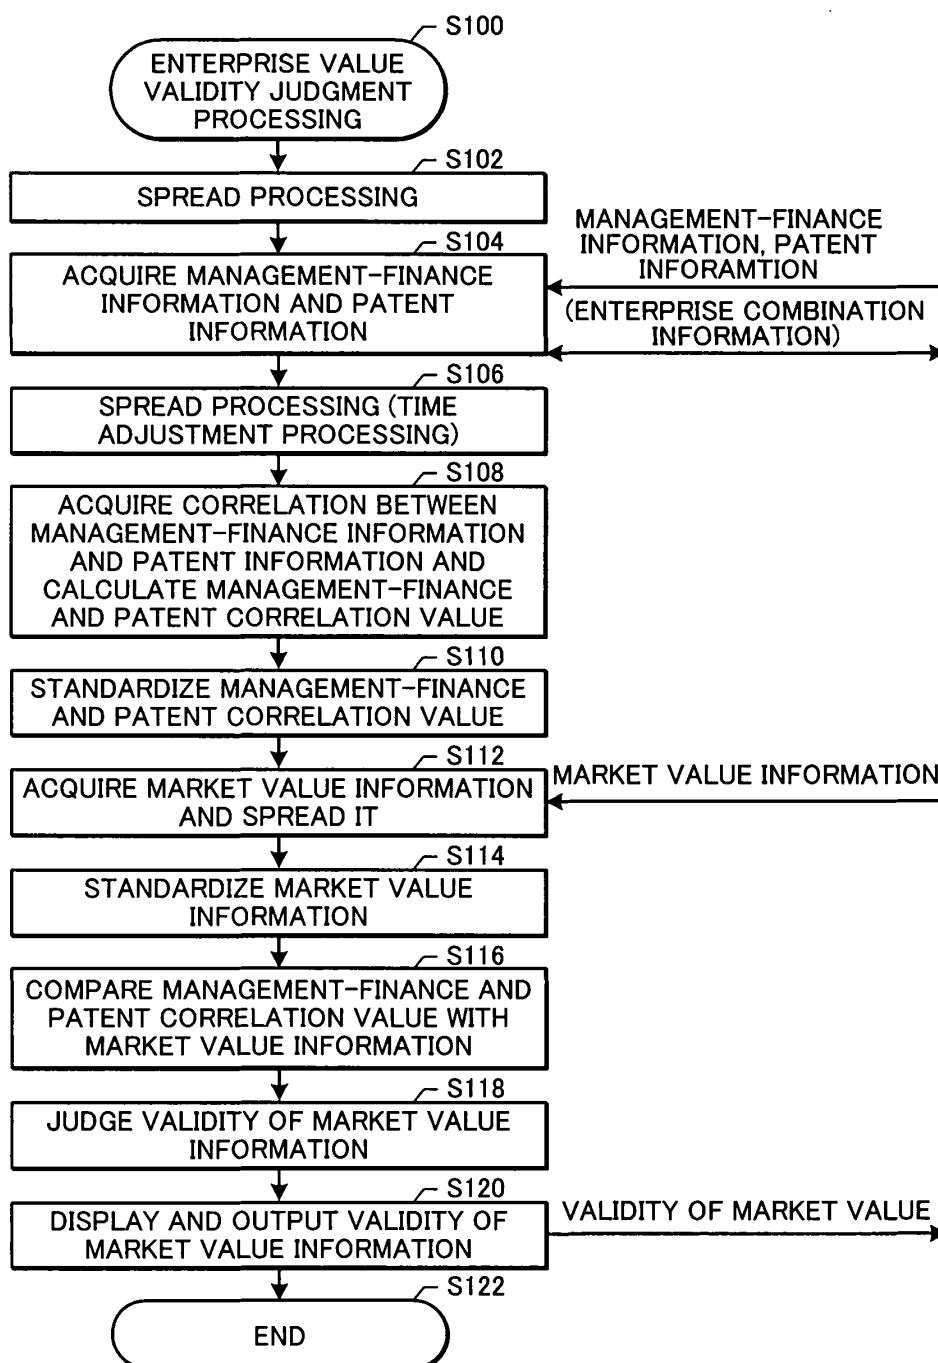 S100
ENTERPRISE VALUE
VALIDITY JUDGMENT
PROCESSING
S102
SPREAD PROCESSING
S104
ACQUIRE MANAGEMENT-FINANCE
INFORMATION AND PATENT
INFORMATION
MANAGEMENT-FINANCE
INFORMATION, PATENT
INFORAMTION
(ENTERPRISE COMBINATION
INFORMATION)
S106
SPREAD PROCESSING (TIME
ADJUSTMENT PROCESSING)
S108
ACQUIRE CORRELATION BETWEEN
MANAGEMENT-FINANCE INFORMATION
AND PATENT INFORMATION AND
CALCULATE MANAGEMENT-FINANCE
AND PATENT CORRELATION VALUE
S110
STANDARDIZE MANAGEMENT-FINANCE
AND PATENT CORRELATION VALUE
S112
ACQUIRE MARKET VALUE INFORMATION
AND SPREAD IT
MARKET VALUE INFORMATION
S114
STANDARDIZE MARKET VALUE
INFORMATION
S116
COMPARE MANAGEMENT-FINANCE AND
PATENT CORRELATION VALUE WITH
MARKET VALUE INFORMATION
S118
JUDGE VALIDITY OF MARKET VALUE
INFORMATION
S120
DISPLAY AND OUTPUT VALIDITY OF
MARKET VALUE INFORMATION
VALIDITY OF MARKET VALUE
S122
END